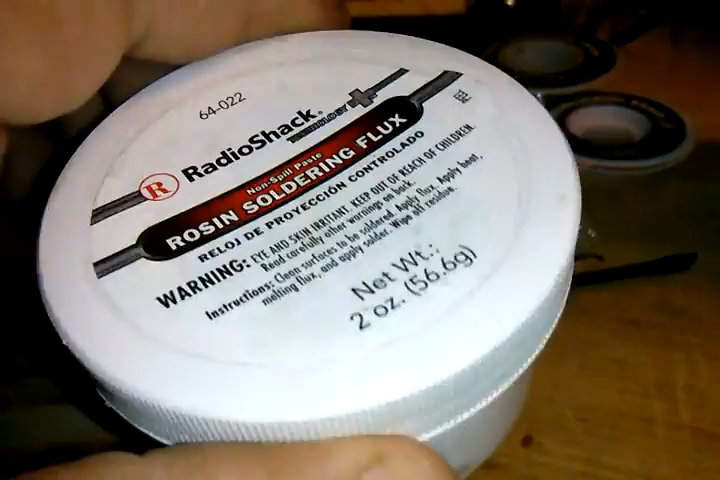 64-022
RadioShack®
TECHNOLOGY
Non-Spill Paste
ROSIN SOLDERING FLUX
RELOJ DE PROYECCIÓN CONTROLADO
WARNING: EYE AND SKIN IRRITANT. KEEP OUT OF REACH OF CHILDREN.
Read carefully other warnings on back.
Instructions: Clean surfaces to be soldered. Apply flux. Apply heat,
melting flux, and apply solder. Wipe off residue.
Net Wt.:
2 oz. (56.6g)